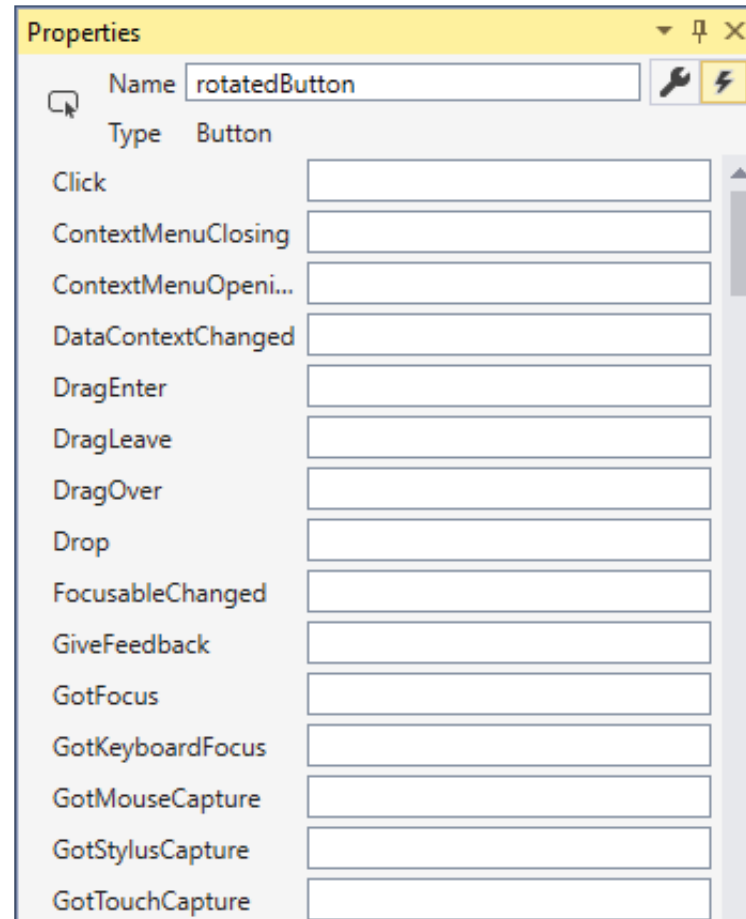 Properties
Name rotatedButton
Type Button
Click
ContextMenuClosing
ContextMenuOpeni...
DataContextChanged
DragEnter
DragLeave
DragOver
Drop
FocusableChanged
GiveFeedback
GotFocus
GotKeyboardFocus
GotMouseCapture
GotStylusCapture
GotTouchCapture